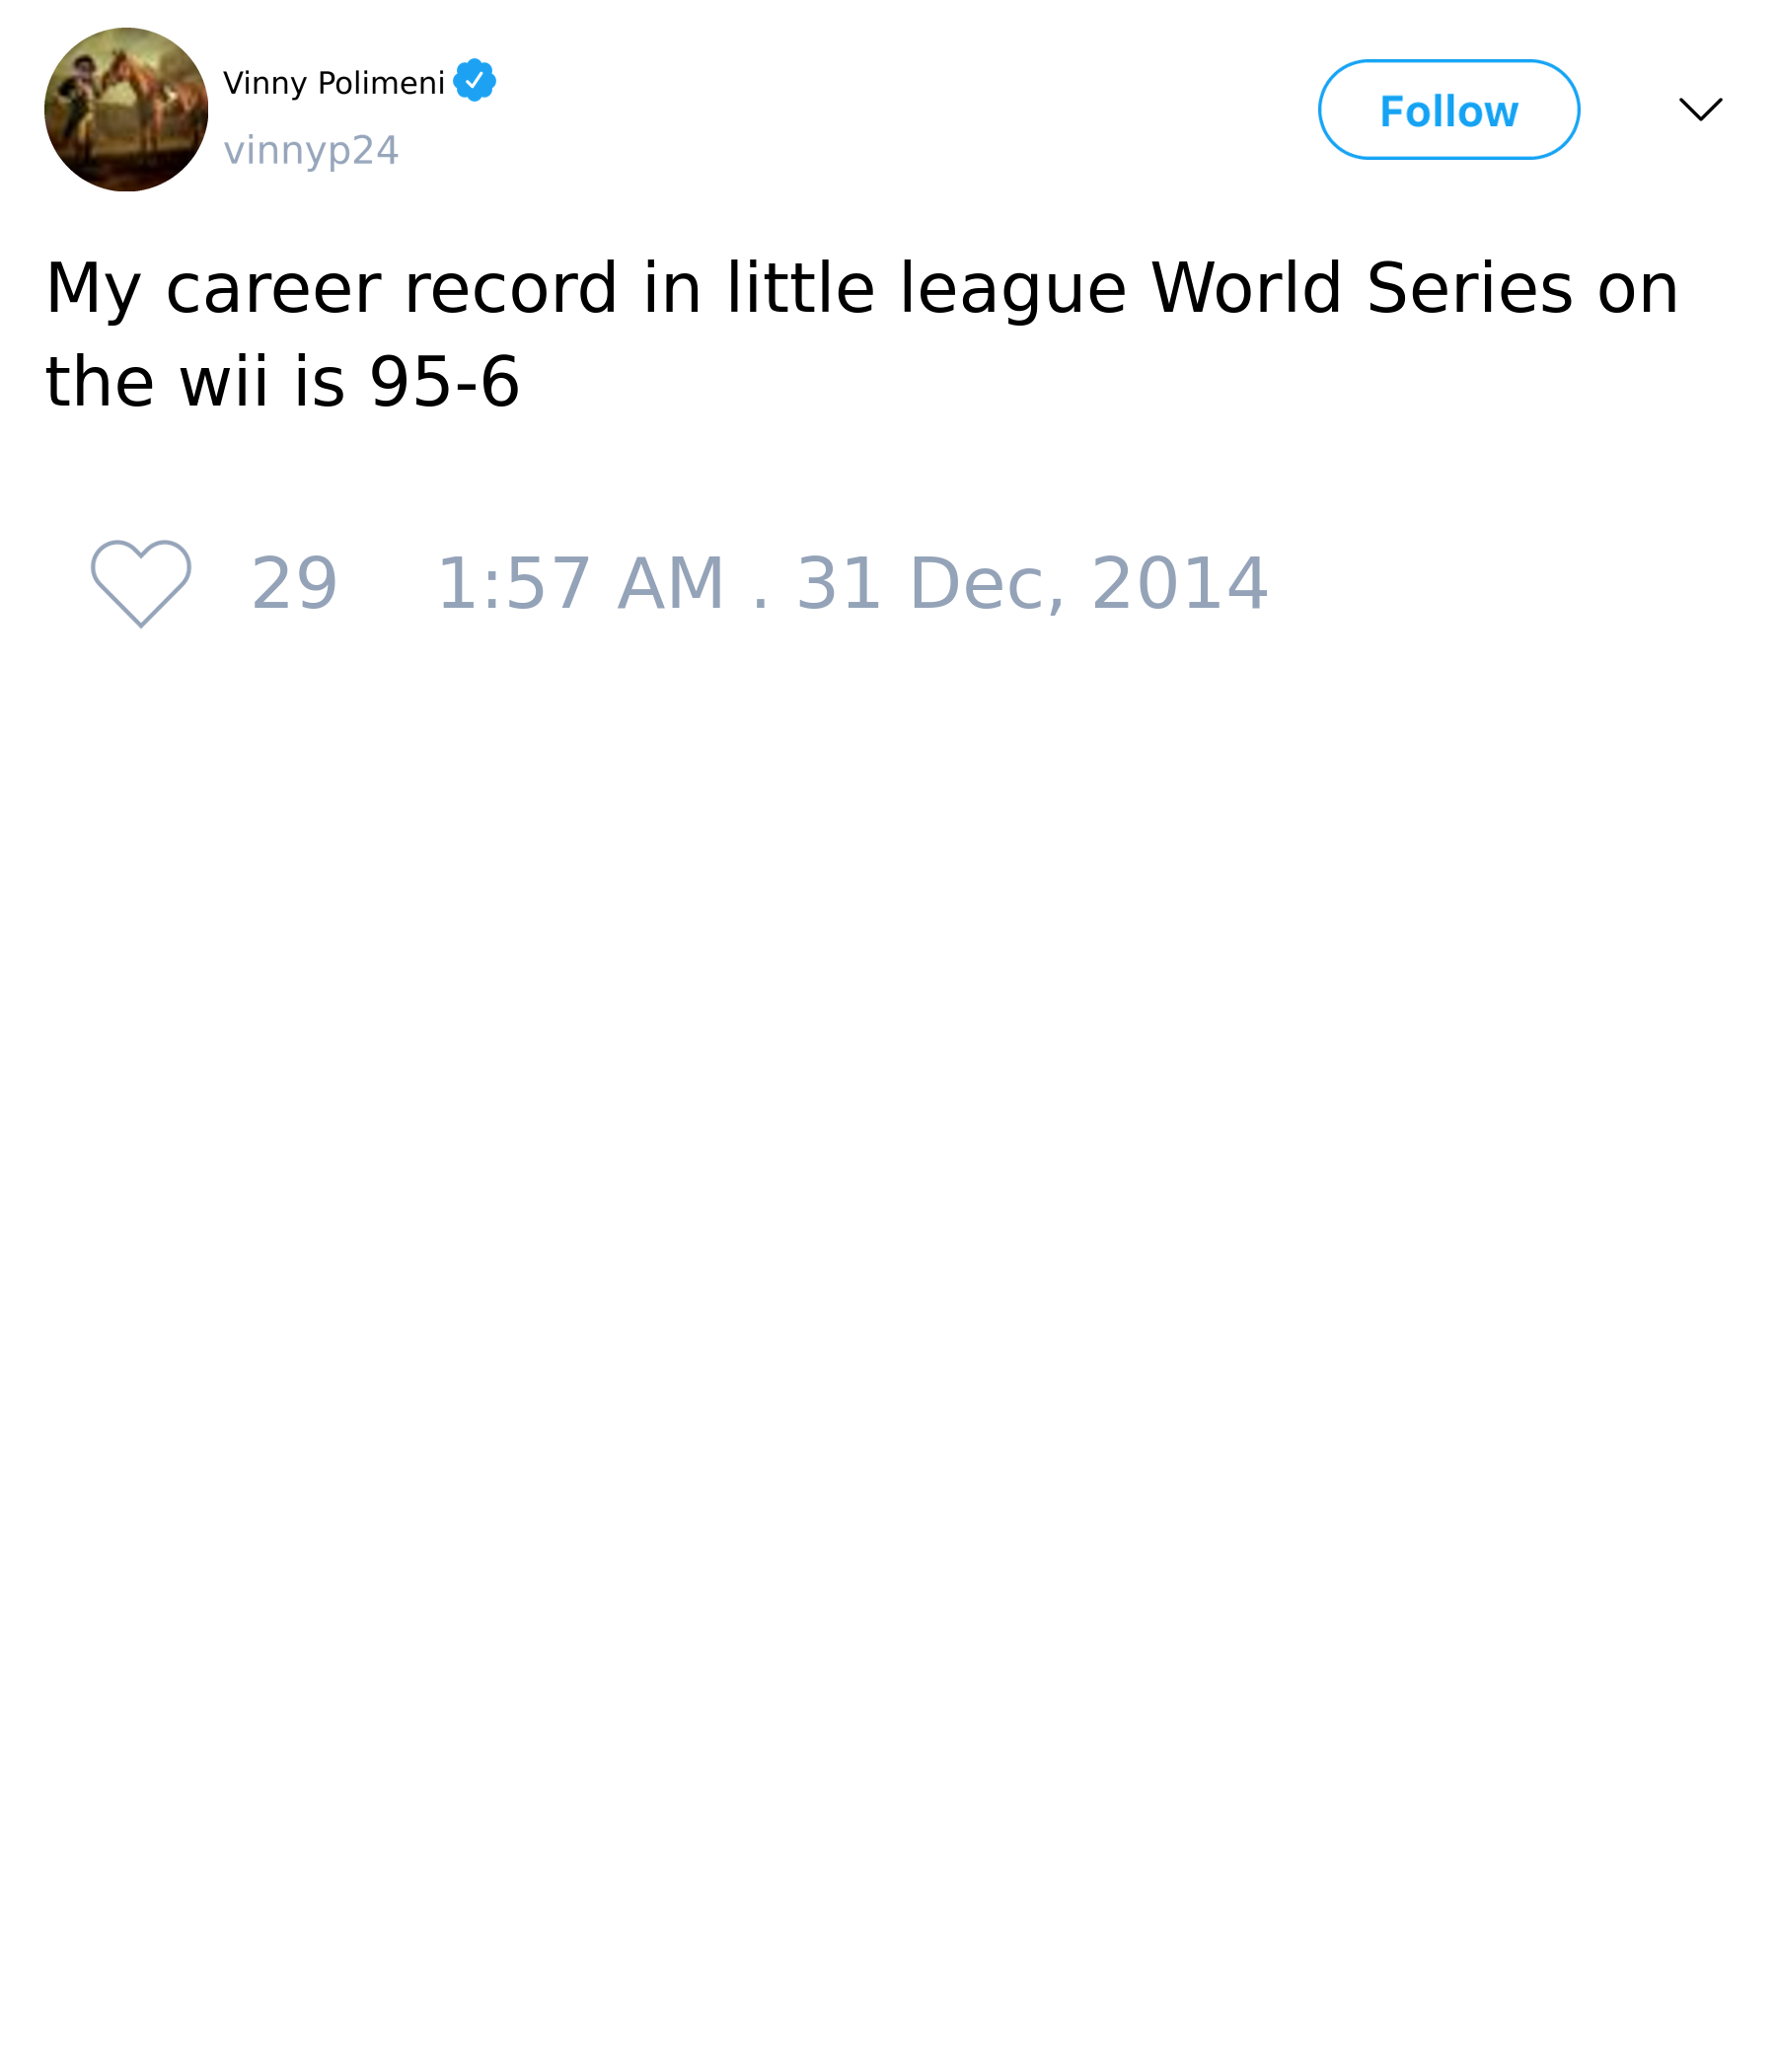 Vinny Polimeni
vinnyp24
Follow
My career record in little league World Series on
the wii is 95-6
29 1:57 AM . 31 Dec, 2014